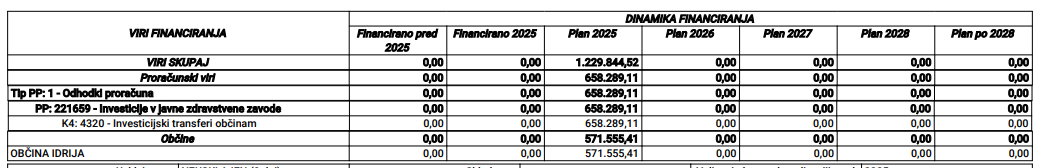 VIRI FINANCIRANJA DINAMIKA FINANCIRANJA
Financirano pred 2025 Financirano 2025 Plan 2025 Plan 2026 Plan 2027 Plan 2028 Plan po 2028
VIRI SKUPAJ 0,00 0,00 1.229.844,52 0,00 0,00 0,00 0,00
Proračunski viri 0,00 0,00 658.289,11 0,00 0,00 0,00 0,00
Tip PP: 1 - Odhodki proračuna 0,00 0,00 658.289,11 0,00 0,00 0,00 0,00
PP: 221659 - Investicije v javne zdravstvene zavode 0,00 0,00 658.289,11 0,00 0,00 0,00 0,00
K4: 4320 - Investicijski transferi občinam 0,00 0,00 658.289,11 0,00 0,00 0,00 0,00
Občine 0,00 0,00 571.555,41 0,00 0,00 0,00 0,00
OBČINA IDRIJA 0,00 0,00 571.555,41 0,00 0,00 0,00 0,00